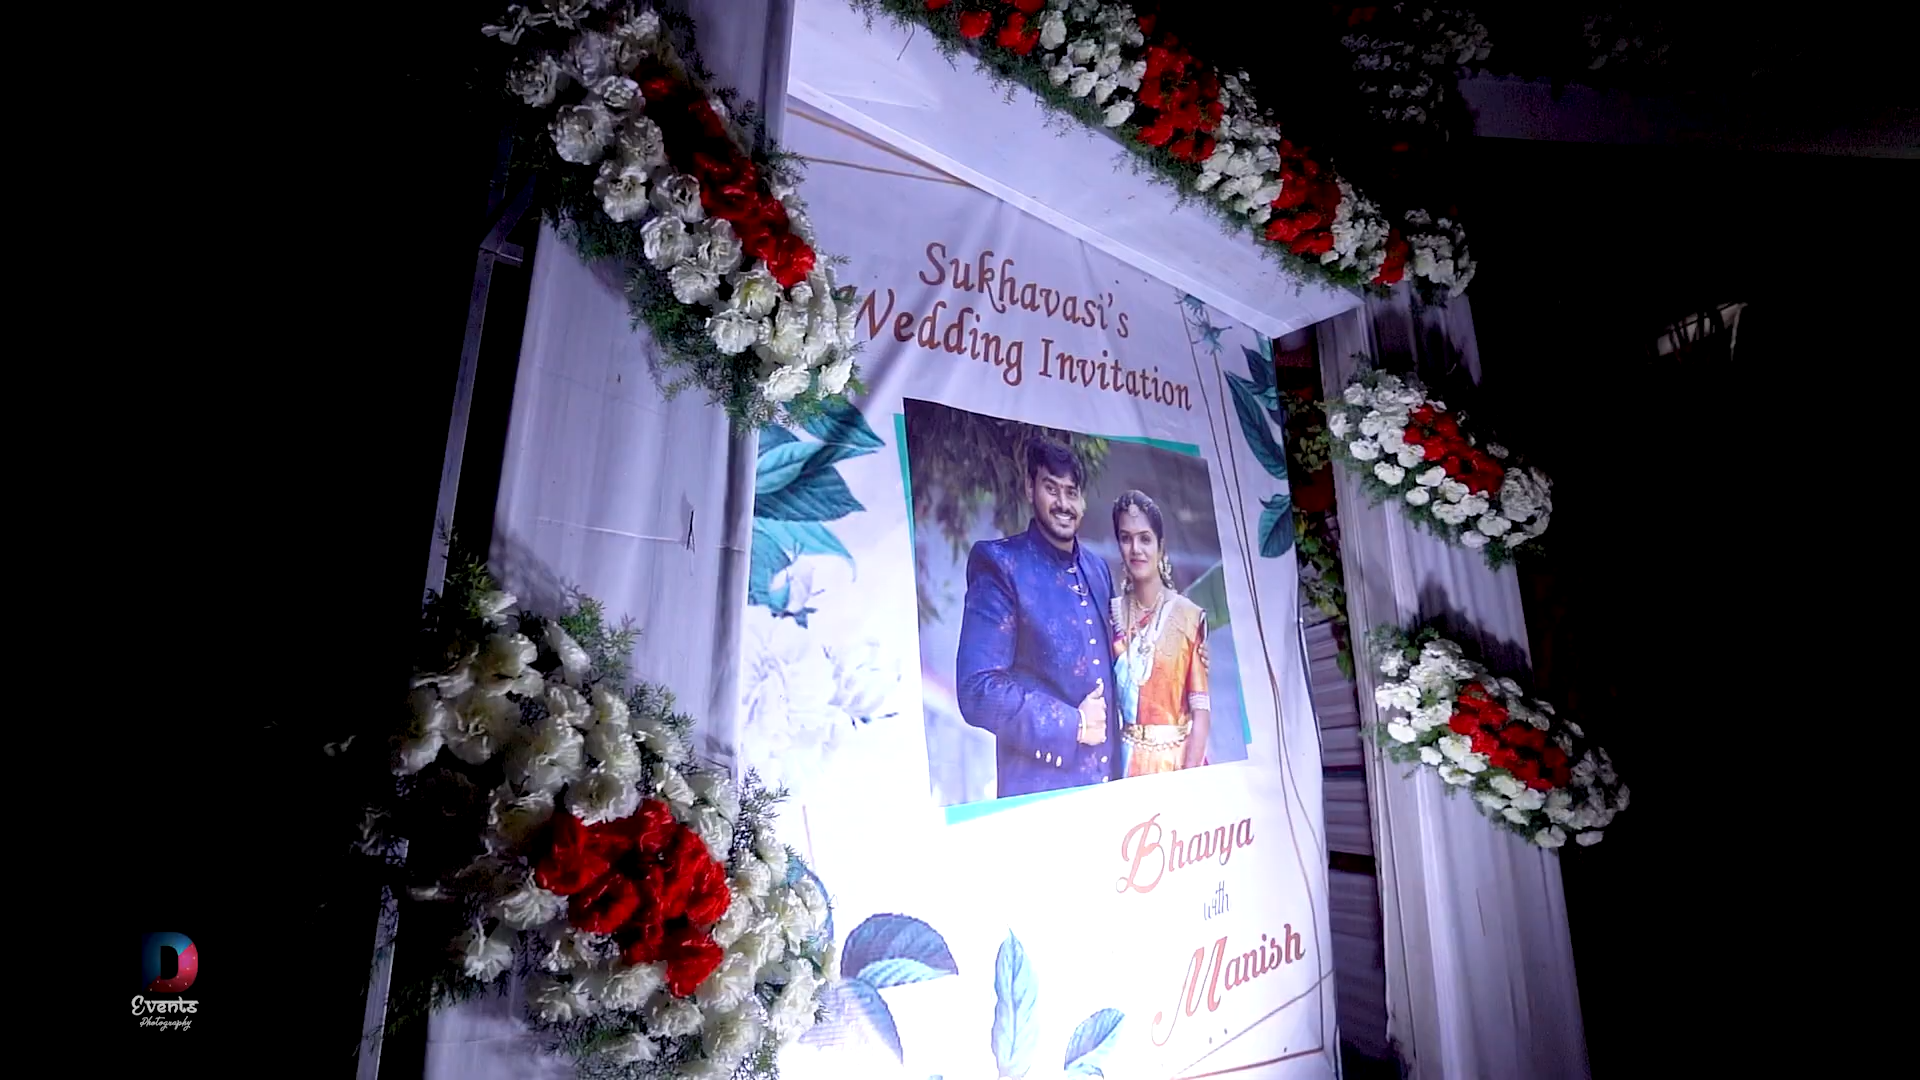 Sukhavasi's
Wedding Invitation
Bhavya
with
Manish
D
Events
Photography